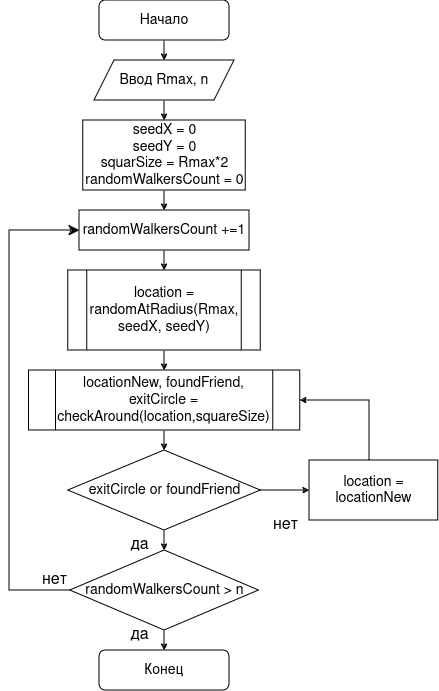 Начало
Ввод Rmax, n
seedX = 0
seedY = 0
squarSize = Rmax*2
randomWalkersCount = 0
randomWalkersCount +=1
location =
randomAtRadius(Rmax,
seedX, seedY)
locationNew, foundFriend,
exitCircle =
checkAround(location,squareSize)
exitCircle or foundFriend
location =
locationNew
нет
да
нет
randomWalkersCount > n
да
Конец